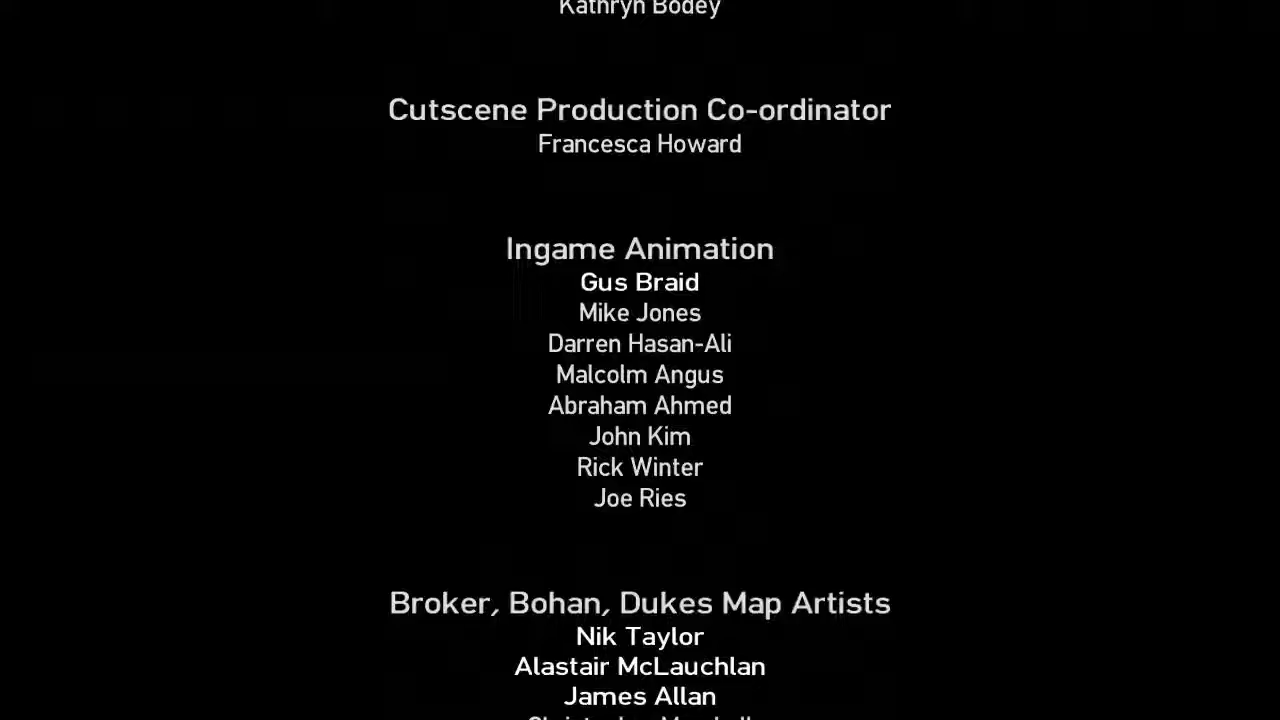 Kathryn Bodey
Cutscene Production Co-ordinator
Francesca Howard
Ingame Animation
Gus Braid
Mike Jones
Darren Hasan-Ali
Malcolm Angus
Abraham Ahmed
John Kim
Rick Winter
Joe Ries
Broker, Bohan, Dukes Map Artists
Nik Taylor
Alastair McLauchlan
James Allan